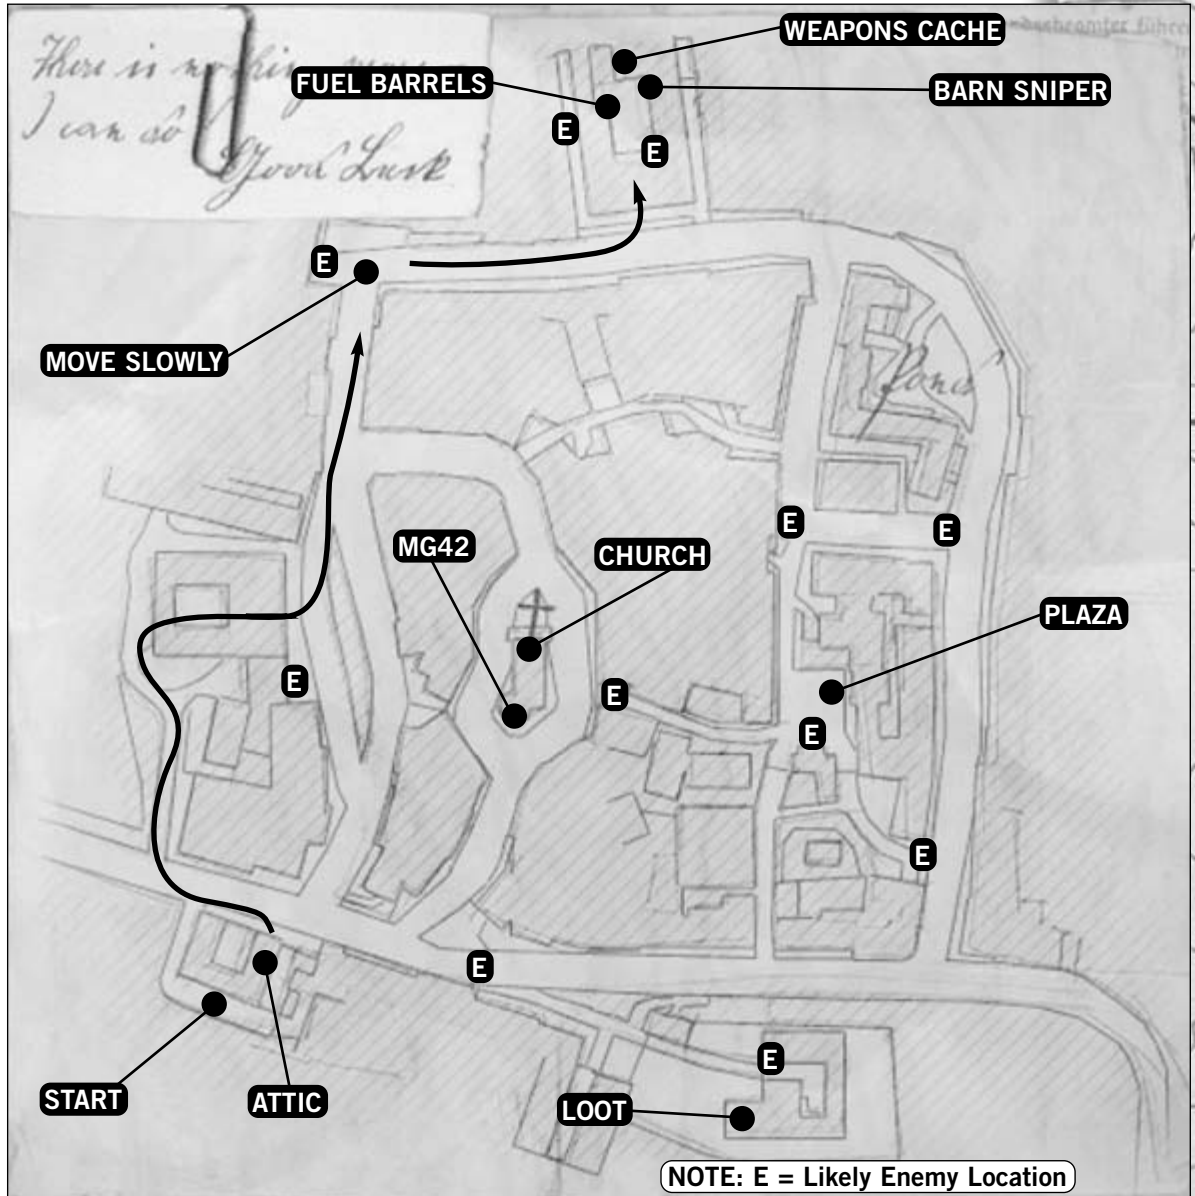 WEAPONS CACHE
There is nothing more
FUEL BARRELS
BARN SNIPER
I can do
E
E
Good Luck
E
MOVE SLOWLY
Pond
E
E
MG42
CHURCH
PLAZA
E
E
E
E
E
START
ATTIC
E
LOOT
NOTE: E = Likely Enemy Location